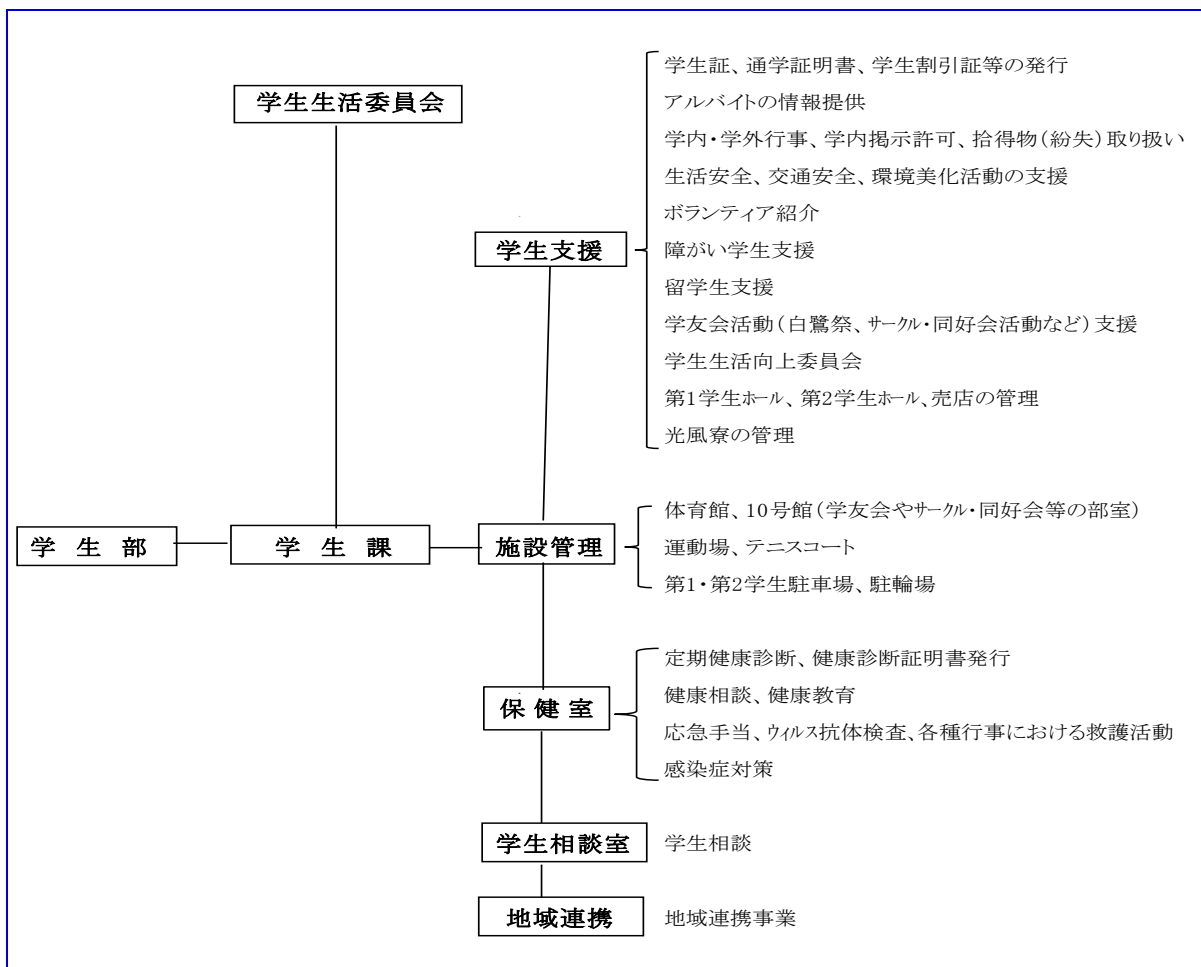 学生生活委員会
学生支援
学生証、通学証明書、学生割引証等の発行
アルバイトの情報提供
学内・学外行事、学内掲示許可、拾得物(紛失)取り扱い
生活安全、交通安全、環境美化活動の支援
ボランティア紹介
障がい学生支援
留学生支援
学友会活動(白鷺祭、サークル・同好会活動など)支援
学生生活向上委員会
第1学生ホール、第2学生ホール、売店の管理
光風寮の管理
学生部
学生課
施設管理
体育館、10号館(学友会やサークル・同好会等の部室)
運動場、テニスコート
第1・第2学生駐車場、駐輪場
保健室
定期健康診断、健康診断証明書発行
健康相談、健康教育
応急手当、ウィルス抗体検査、各種行事における救護活動
感染症対策
学生相談室
学生相談
地域連携
地域連携事業